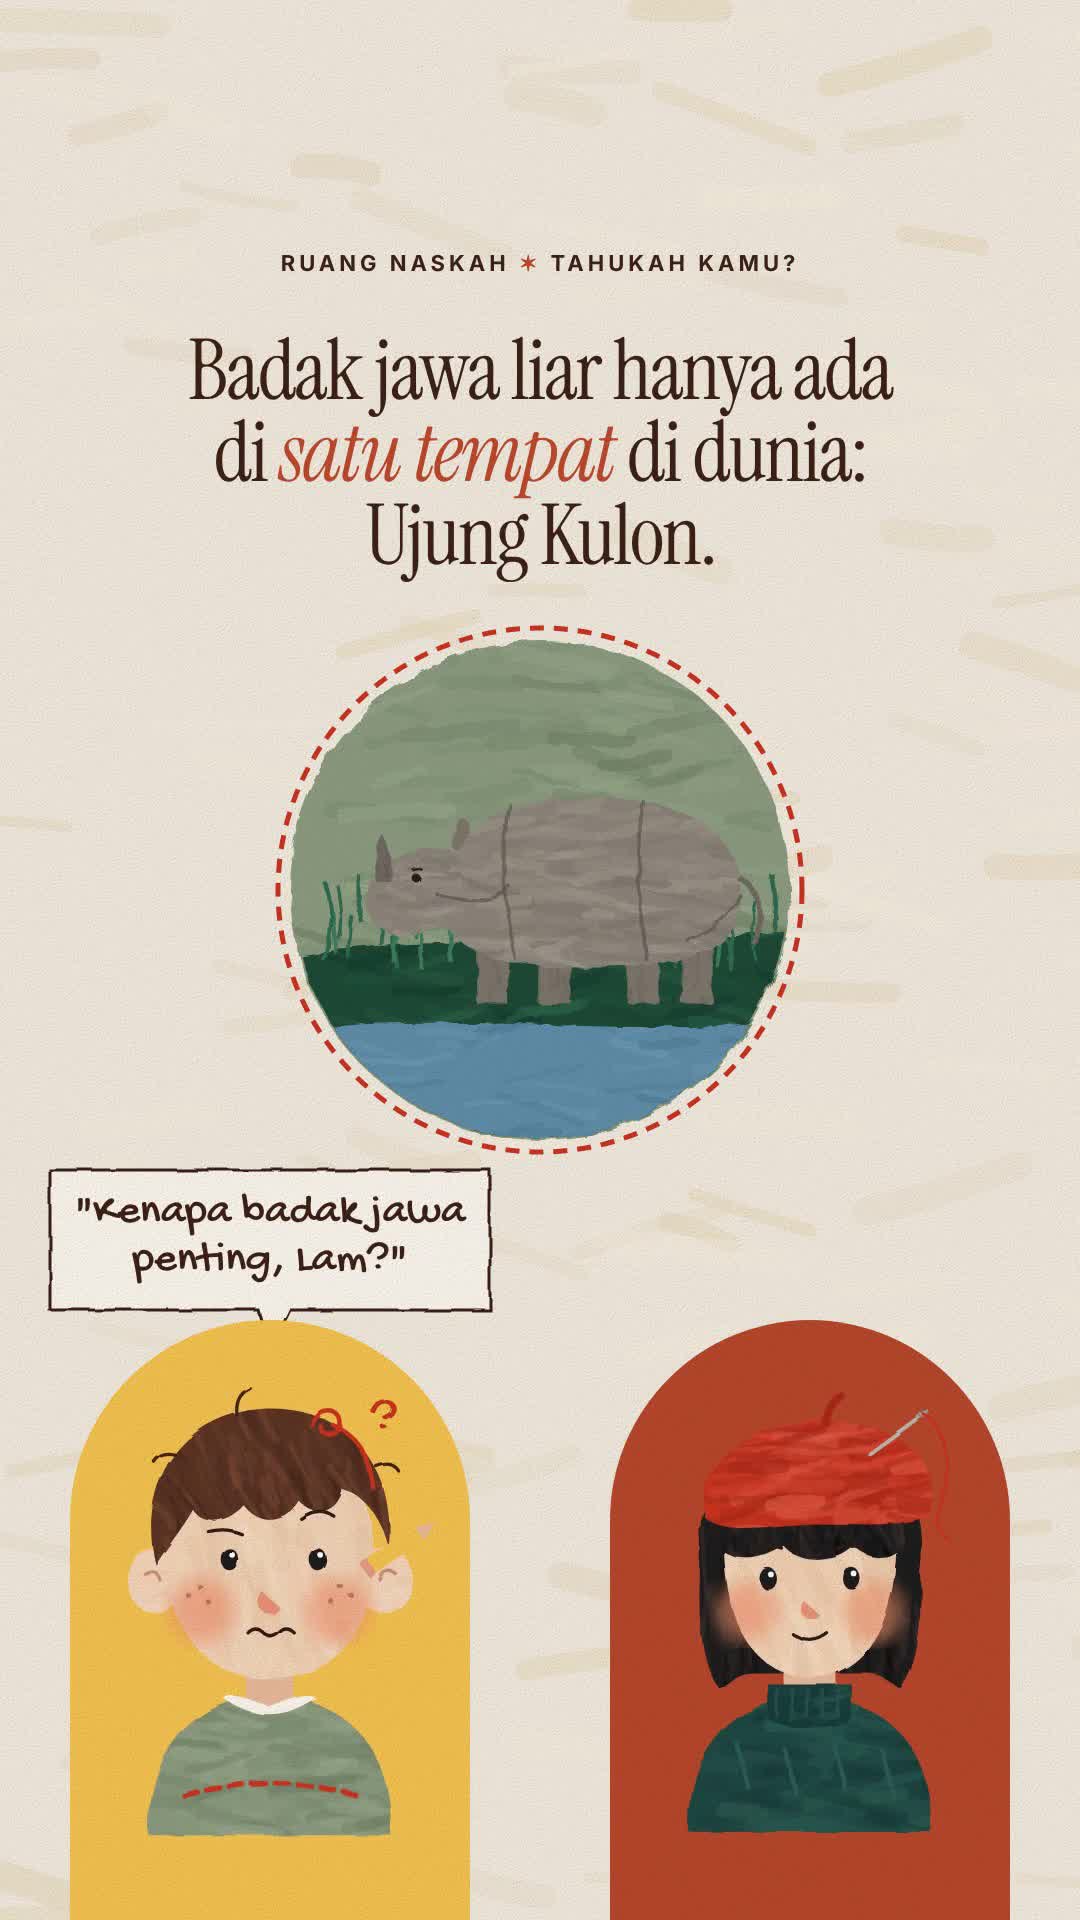 RUANG NASKAH ✶ TAHUKAH KAMU?
Badak jawa liar hanya ada
di satu tempat di dunia:
Ujung Kulon.
"Kenapa badak jawa
penting, Lam?"
?